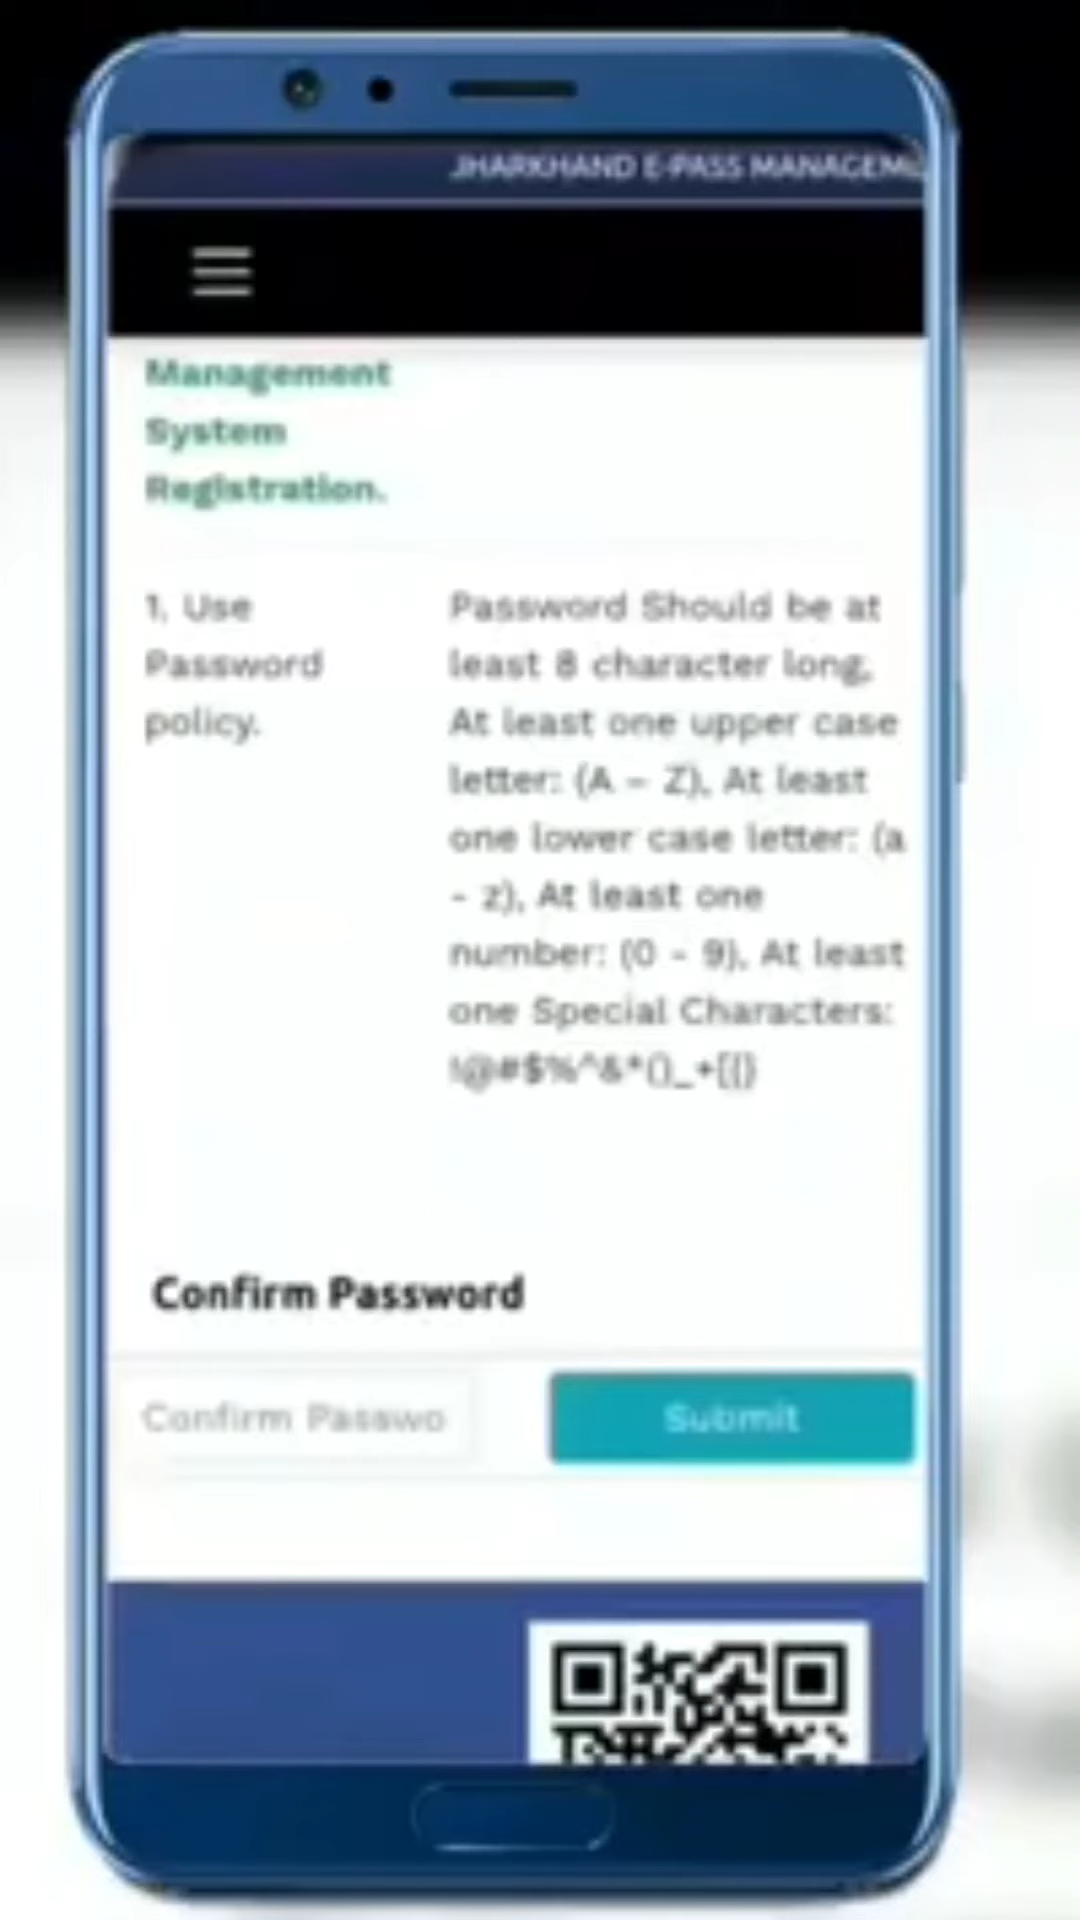 JHARKHAND E-PASS MANAGEME
Management
System
Registration.
1. Use
Password
policy.
Password Should be at
least 8 character long,
At least one upper case
letter: (A - Z), At least
one lower case letter: (a
- z), At least one
number: (0 - 9), At least
one Special Characters:
!@#$%^&*()_+[{}
Confirm Password
Confirm Passwo
Submit